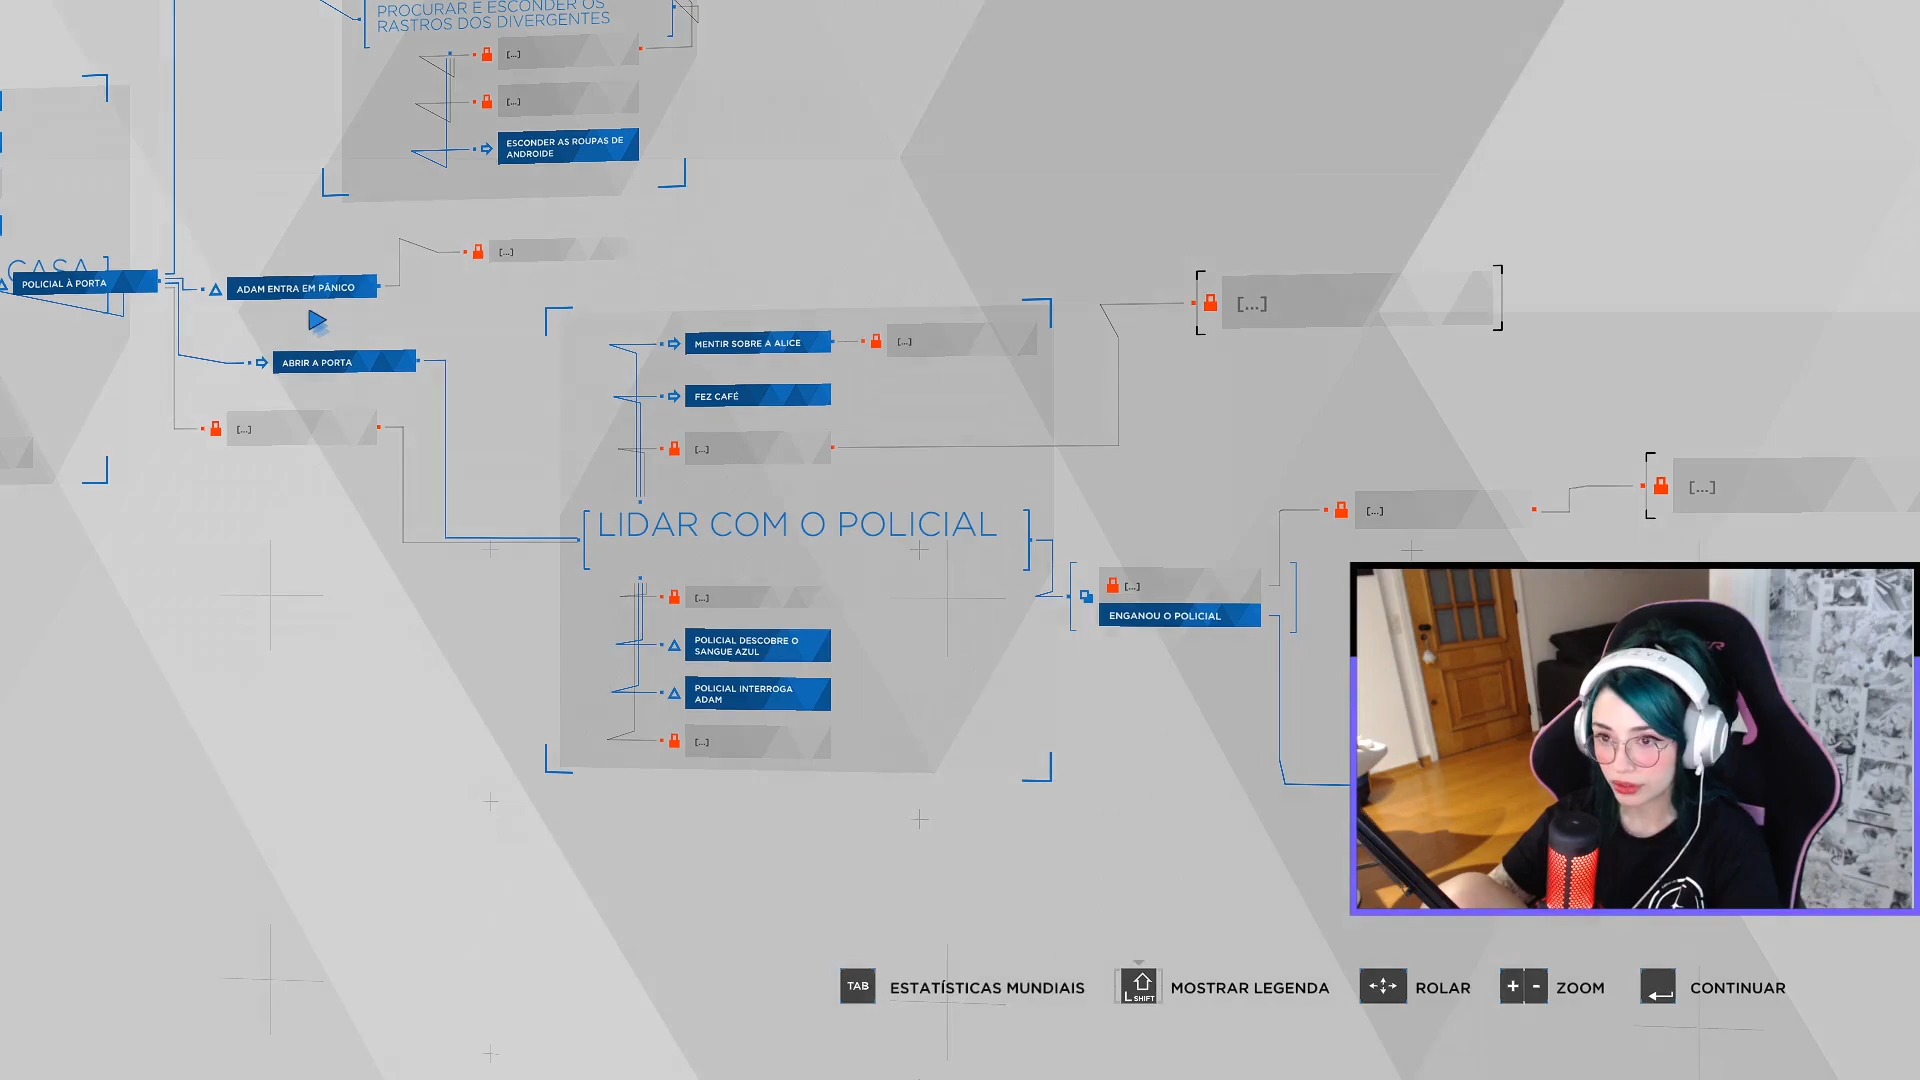 PROCURAR E ESCONDER OS
RASTROS DOS DIVERGENTES
[...]
[...]
ESCONDER AS ROUPAS DE
ANDROIDE
[...]
CASA
POLICIAL À PORTA
ADAM ENTRA EM PÂNICO
[...]
MENTIR SOBRE A ALICE
[...]
ABRIR A PORTA
FEZ CAFÉ
[...]
[...]
[...]
[...]
LIDAR COM O POLICIAL
[...]
[...]
ENGANOU O POLICIAL
POLICIAL DESCOBRE O
SANGUE AZUL
POLICIAL INTERROGA
ADAM
[...]
TAB ESTATÍSTICAS MUNDIAIS
L SHIFT MOSTRAR LEGENDA
ROLAR
+ - ZOOM
CONTINUAR